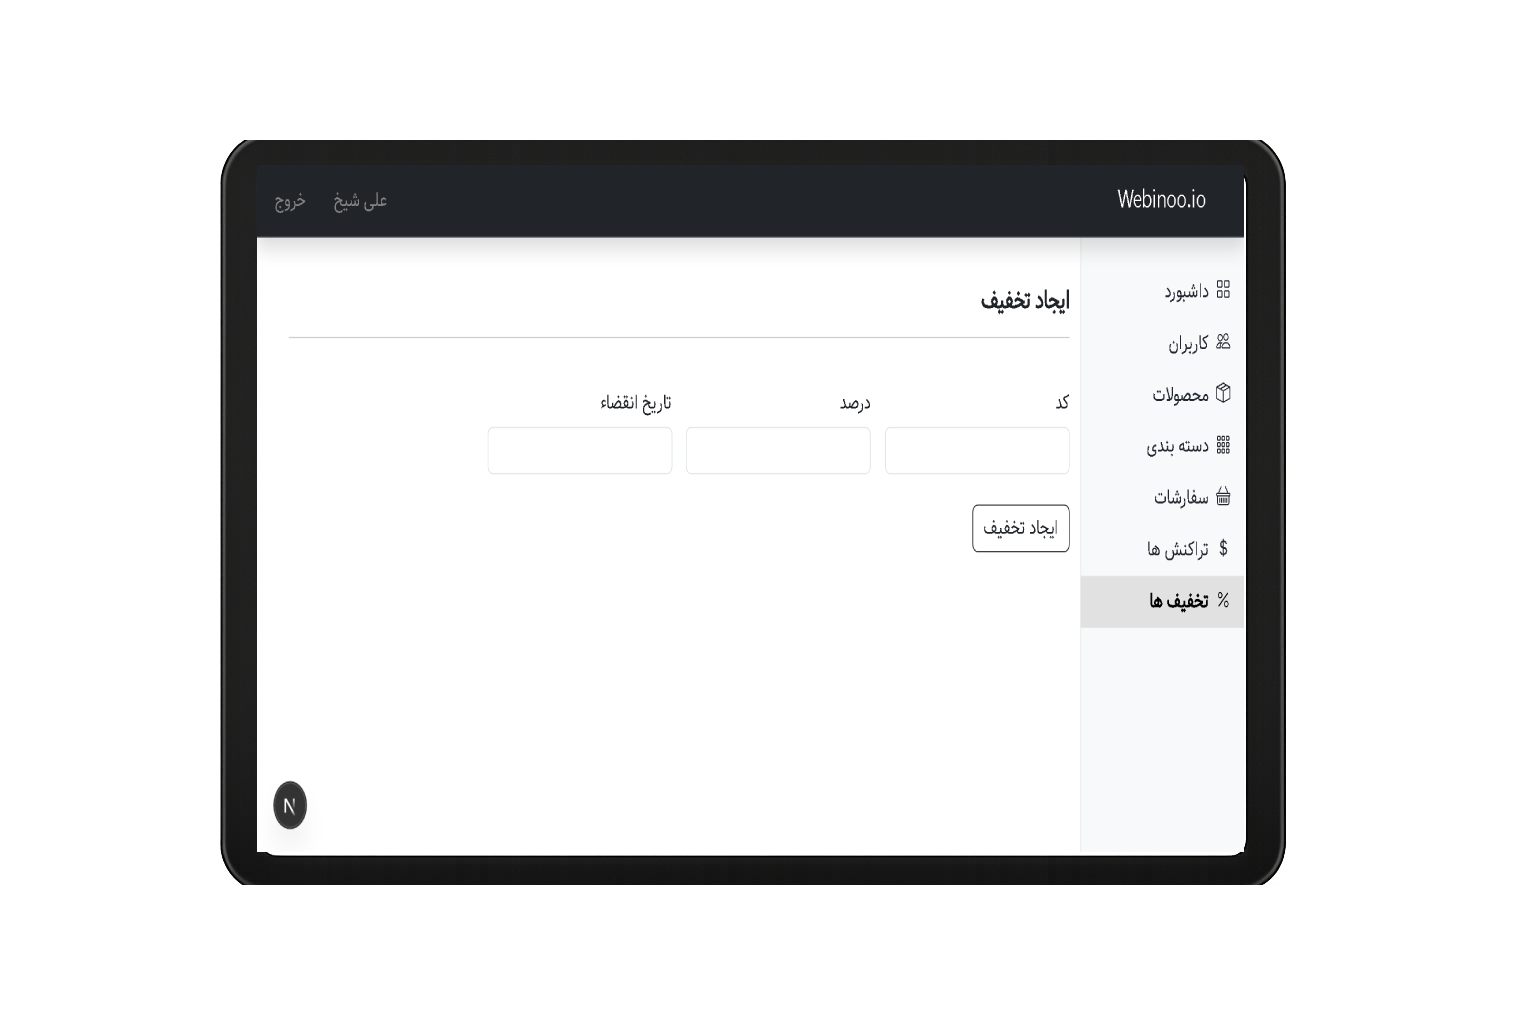 Webinoo.io
علی شیخ
خروج
داشبورد
کاربران
محصولات
دسته بندی
سفارشات
$ تراکنش ها
% تخفیف ها
ایجاد تخفیف
کد
درصد
تاریخ انقضاء
ایجاد تخفیف
N